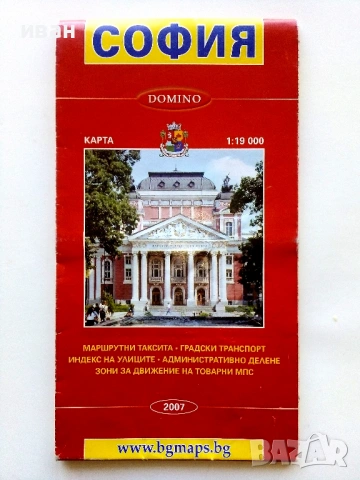 иван
СОФИЯ
DOMINO
КАРТА 1:19 000
МАРШРУТНИ ТАКСИТА • ГРАДСКИ ТРАНСПОРТ
ИНДЕКС НА УЛИЦИТЕ • АДМИНИСТРАТИВНО ДЕЛЕНЕ
ЗОНИ ЗА ДВИЖЕНИЕ НА ТОВАРНИ МПС
2007
www.bgmaps.bg
BAZAR